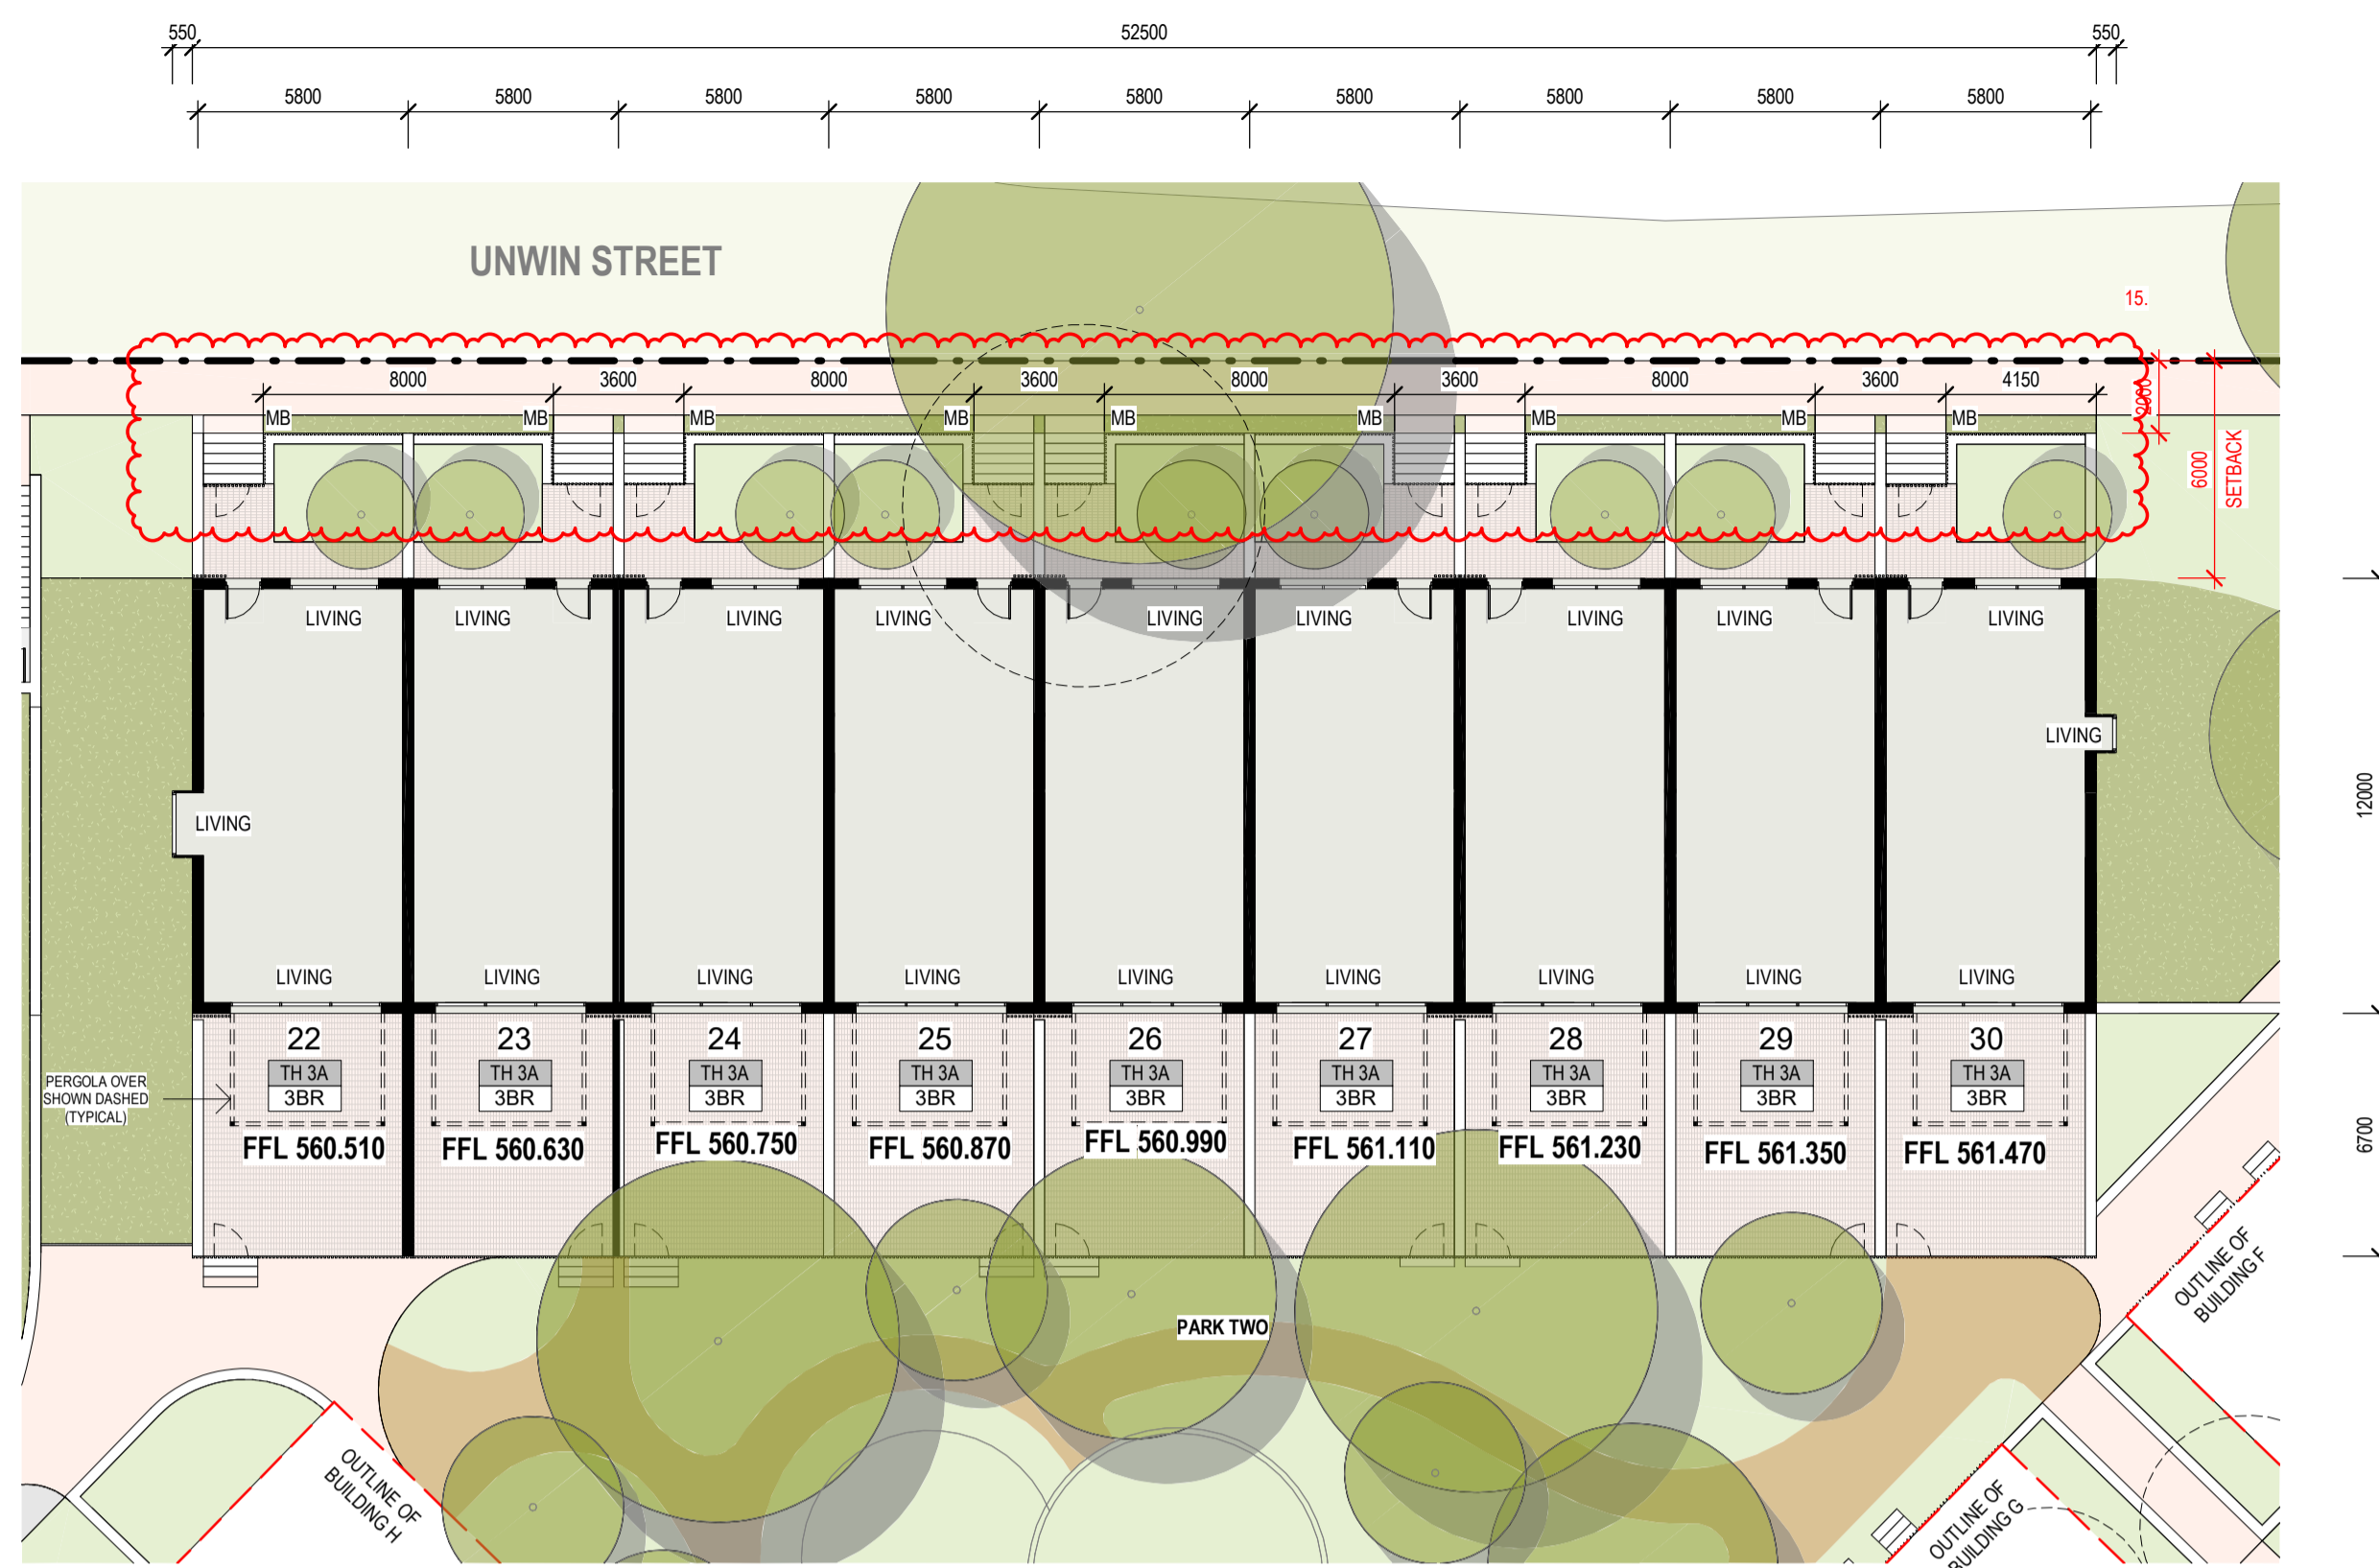 550 52500 550
5800 5800 5800 5800 5800 5800 5800 5800 5800
UNWIN STREET
15.
8000 3600 8000 3600 8000 3600 8000 3600 4150
2000
MB MB MB MB MB MB MB MB MB
6000
SETBACK
LIVING LIVING LIVING LIVING LIVING LIVING LIVING LIVING LIVING
LIVING
12000
LIVING
LIVING LIVING LIVING LIVING LIVING LIVING LIVING LIVING LIVING
22 23 24 25 26 27 28 29 30
TH 3A TH 3A TH 3A TH 3A TH 3A TH 3A TH 3A TH 3A TH 3A
3BR 3BR 3BR 3BR 3BR 3BR 3BR 3BR 3BR
PERGOLA OVER
SHOWN DASHED
(TYPICAL)
FFL 560.510 FFL 560.630 FFL 560.750 FFL 560.870 FFL 560.990 FFL 561.110 FFL 561.230 FFL 561.350 FFL 561.470
6700
OUTLINE OF
BUILDING F
PARK TWO
OUTLINE OF
BUILDING H
OUTLINE OF
BUILDING G